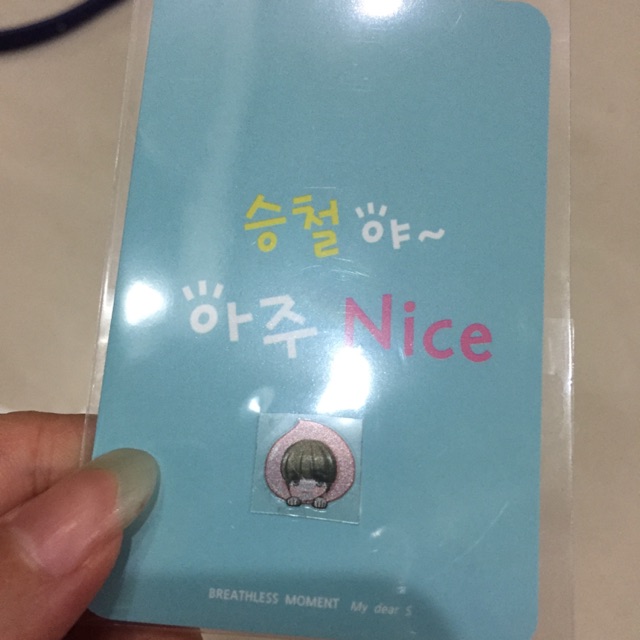 승철 야~
아주 Nice
BREATHLESS MOMENT My dear S